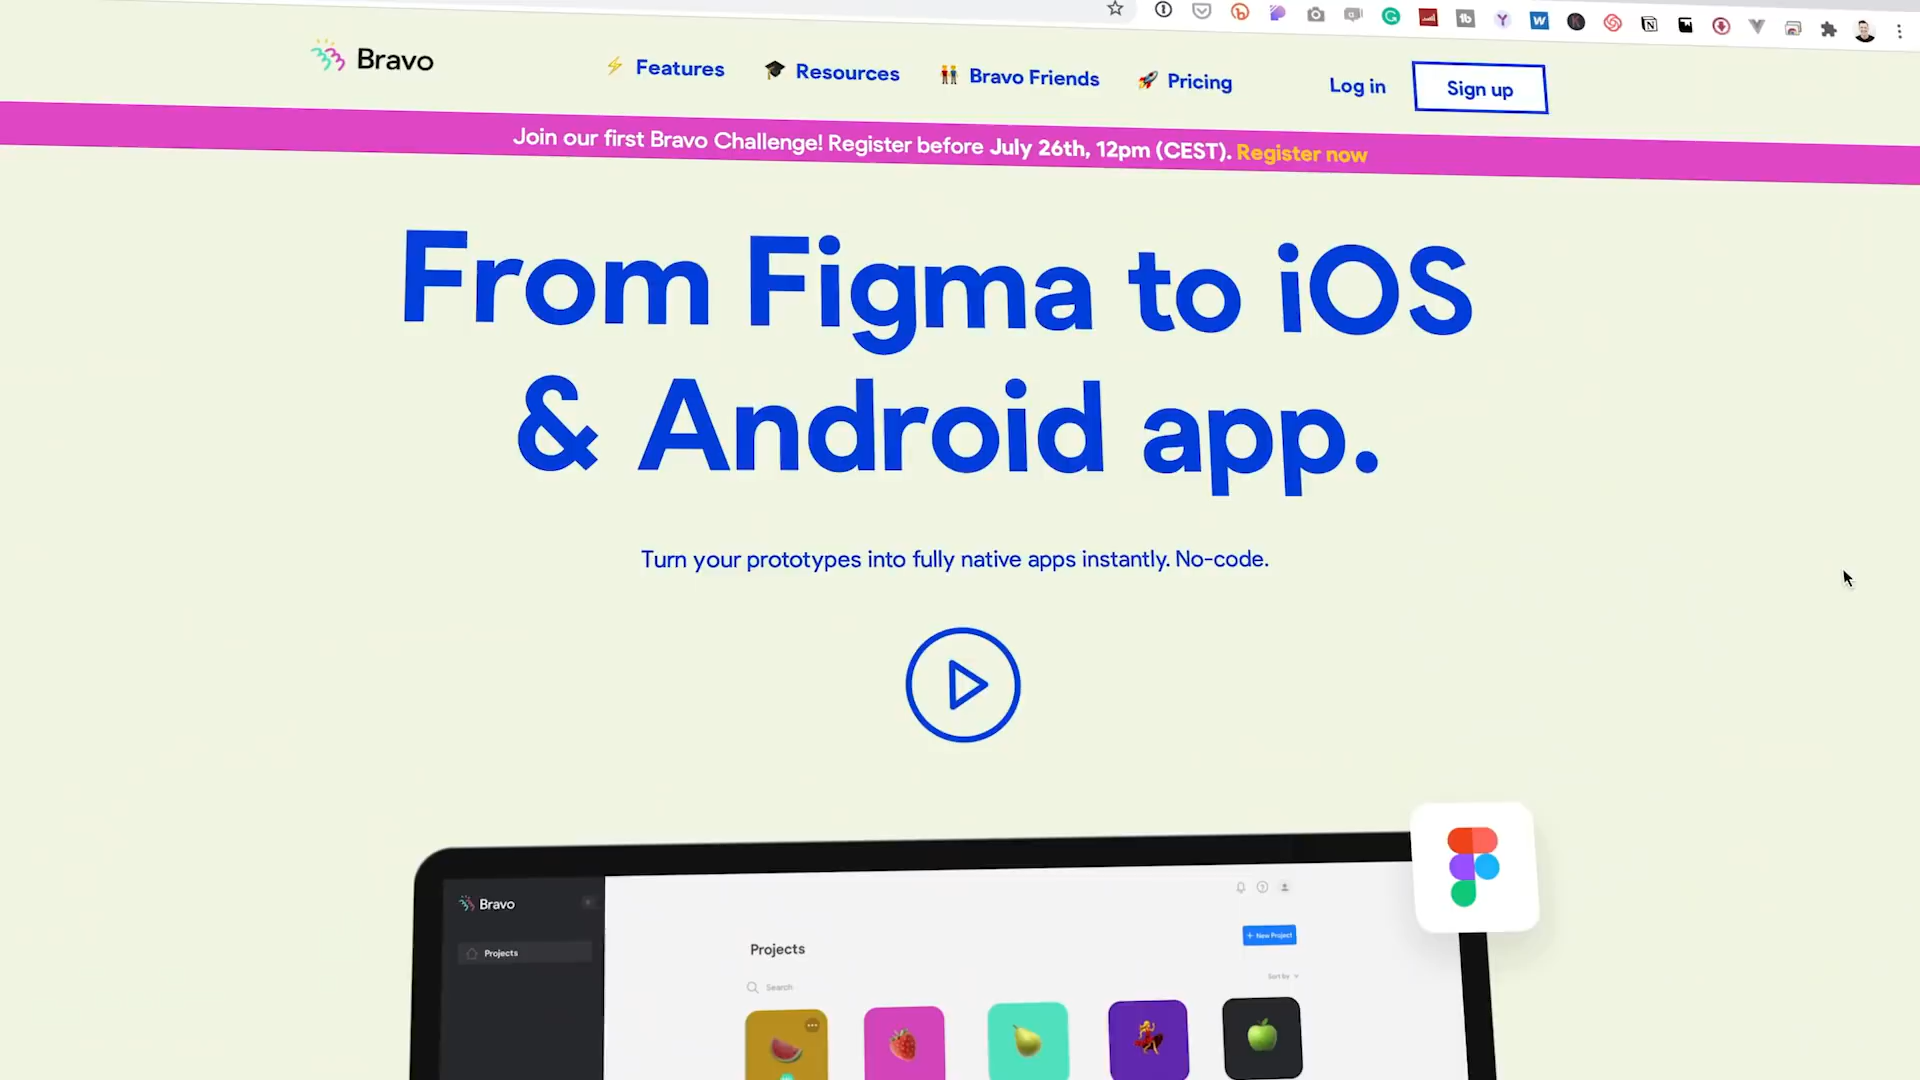 Bravo
Features
Resources
Bravo Friends
Pricing
Log in
Sign up
Join our first Bravo Challenge! Register before July 26th, 12pm (CEST). Register now
From Figma to iOS
& Android app.
Turn your prototypes into fully native apps instantly. No-code.
Bravo
Projects
Projects
+ New Project
Sort by
Search